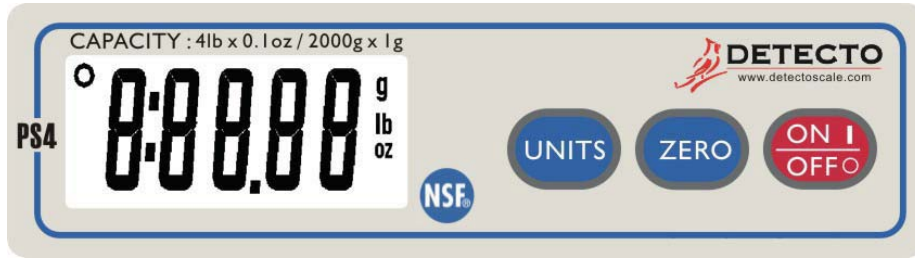 CAPACITY : 4lb x 0.1oz / 2000g x 1g
DETECTO
www.detectoscale.com
8:88.88
g
lb
oz
PS4
UNITS
ZERO
ON I
OFF O
NSF®